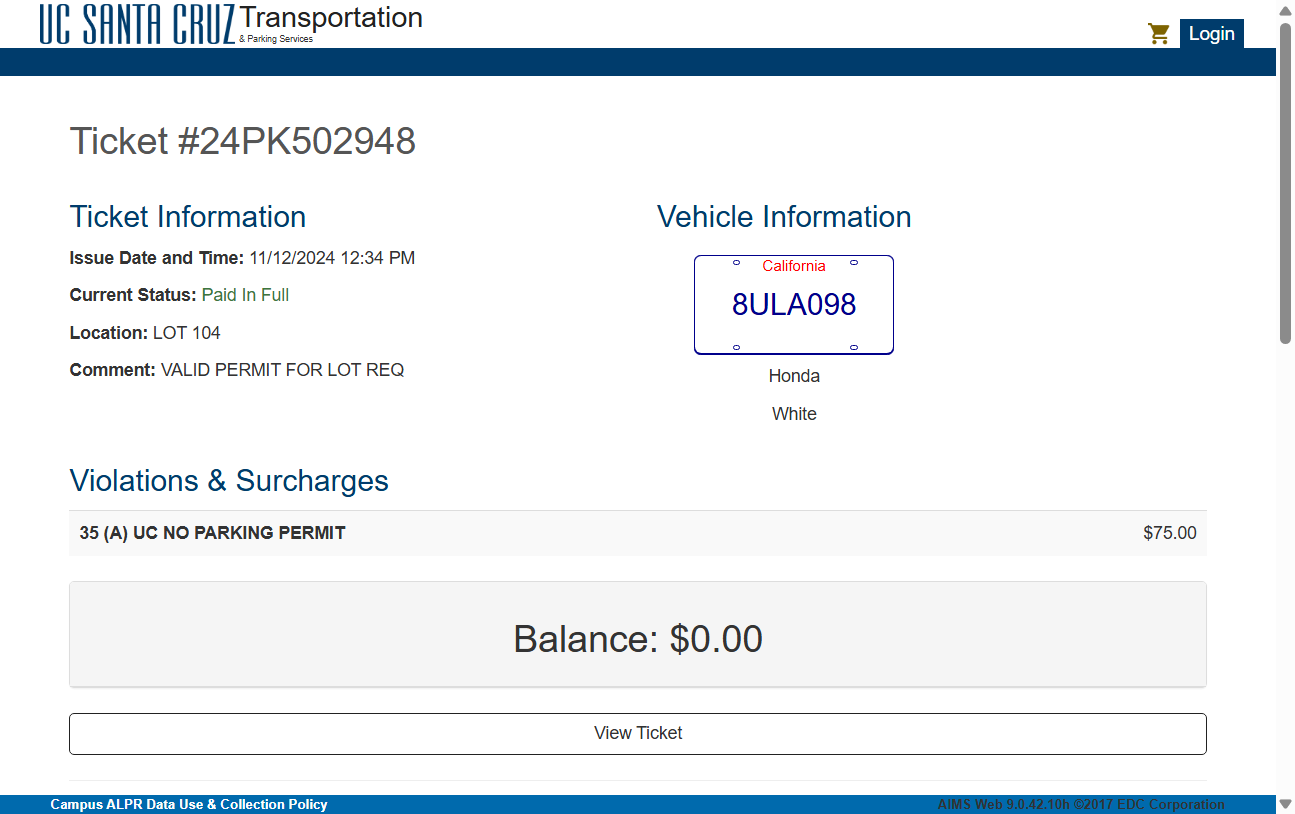 UC SANTA CRUZ Transportation
& Parking Services
Login
Ticket #24PK502948
Ticket Information
Issue Date and Time: 11/12/2024 12:34 PM
Current Status: Paid In Full
Location: LOT 104
Comment: VALID PERMIT FOR LOT REQ
Vehicle Information
California
8ULA098
Honda
White
Violations & Surcharges
35 (A) UC NO PARKING PERMIT $75.00
Balance: $0.00
View Ticket
Campus ALPR Data Use & Collection Policy AIMS Web 9.0.42.10h ©2017 EDC Corporation